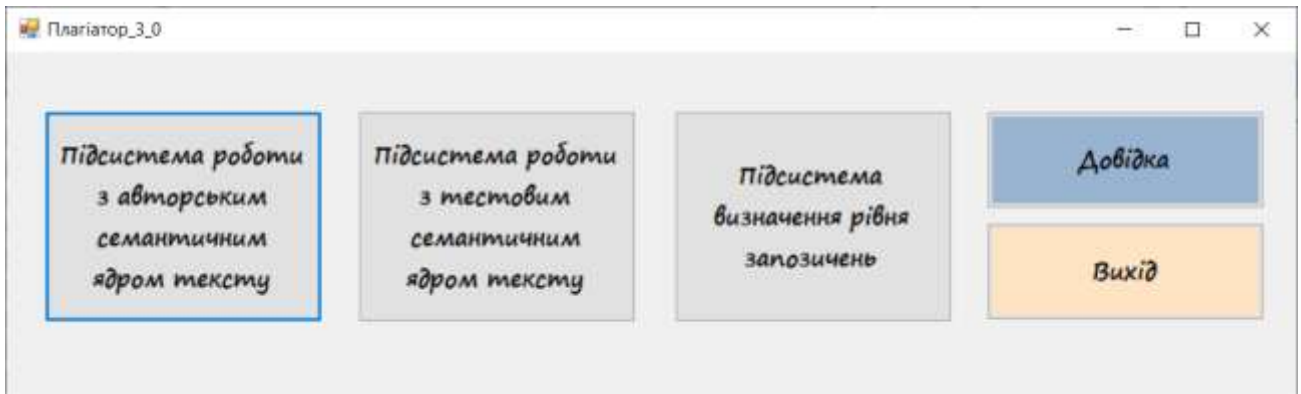 Плагіатор_3_0
Підсистема роботи
з авторським
семантичним
ядром тексту
Підсистема роботи
з тестовим
семантичним
ядром тексту
Підсистема
визначення рівня
запозичень
Довідка
Вихід